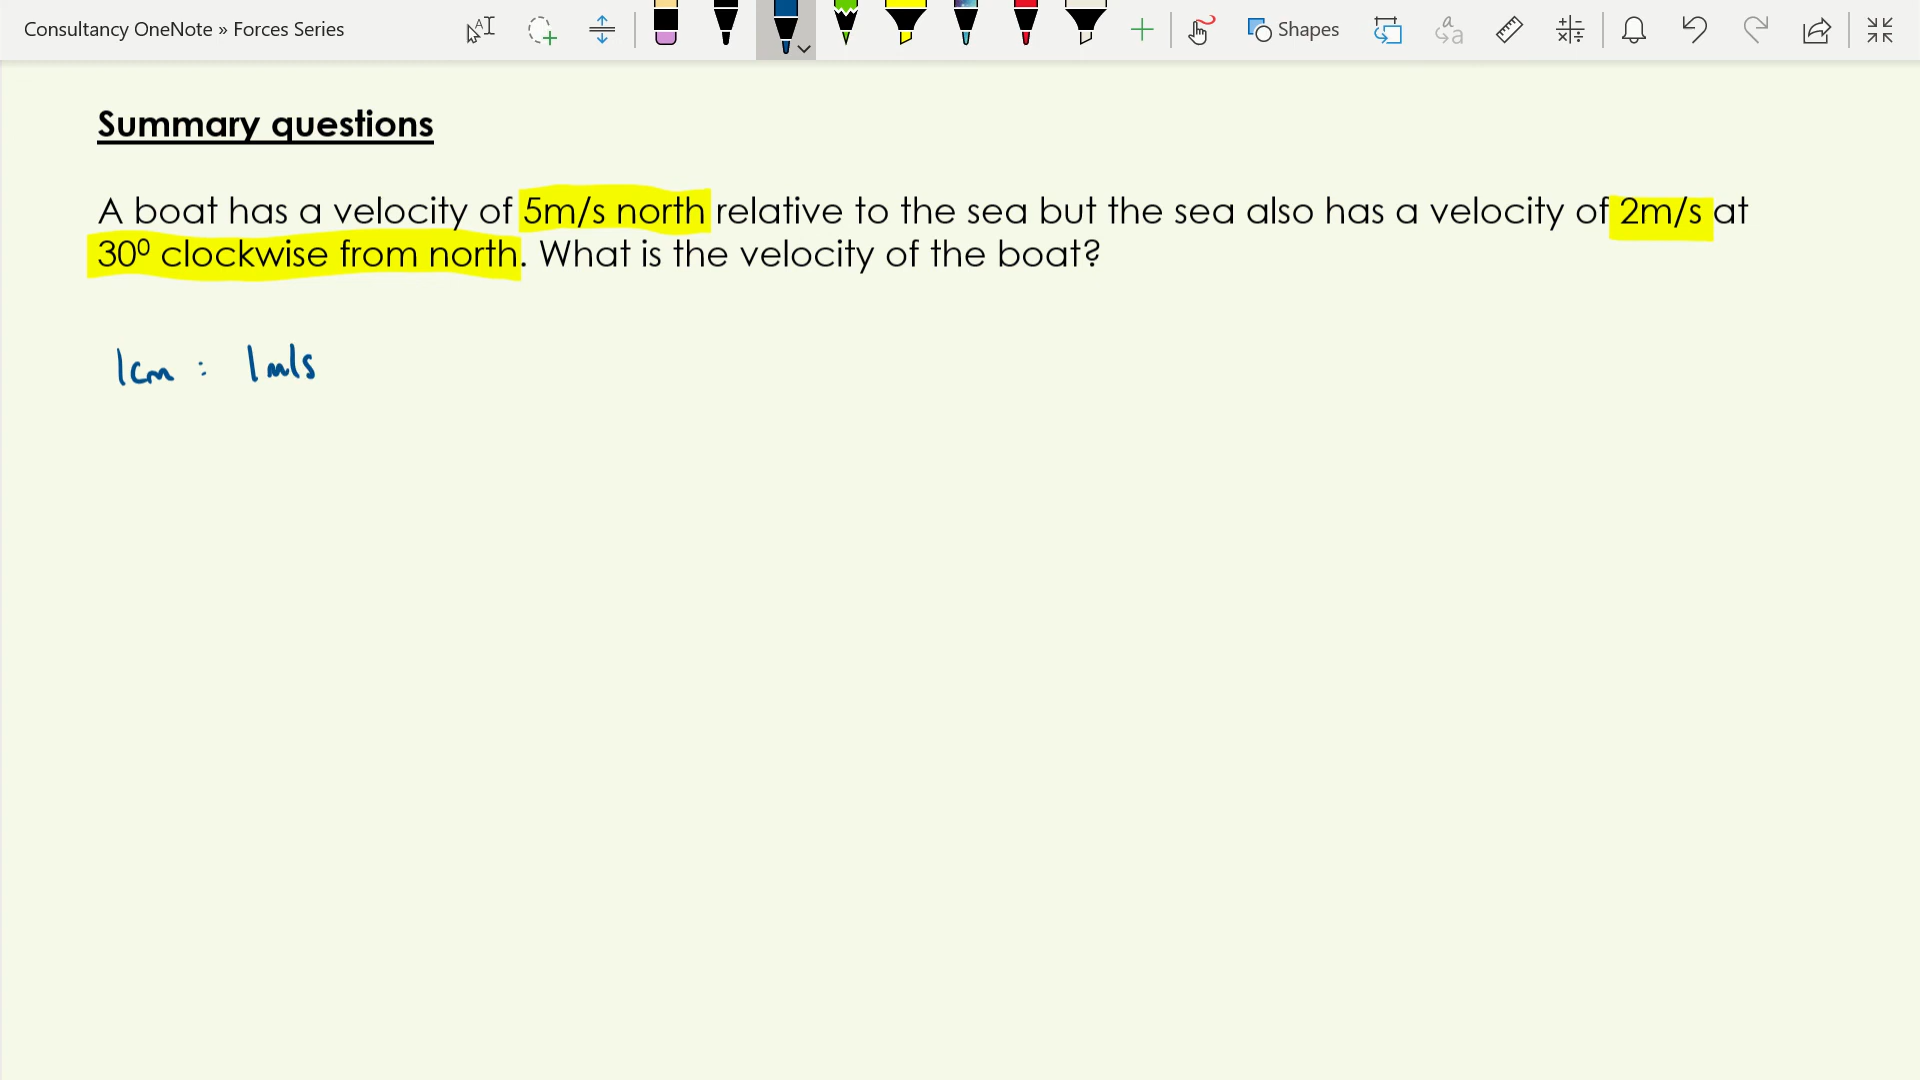 Consultancy OneNote » Forces Series
Shapes
Summary questions
A boat has a velocity of 5m/s north relative to the sea but the sea also has a velocity of 2m/s at
30⁰ clockwise from north. What is the velocity of the boat?
1cm : 1m/s